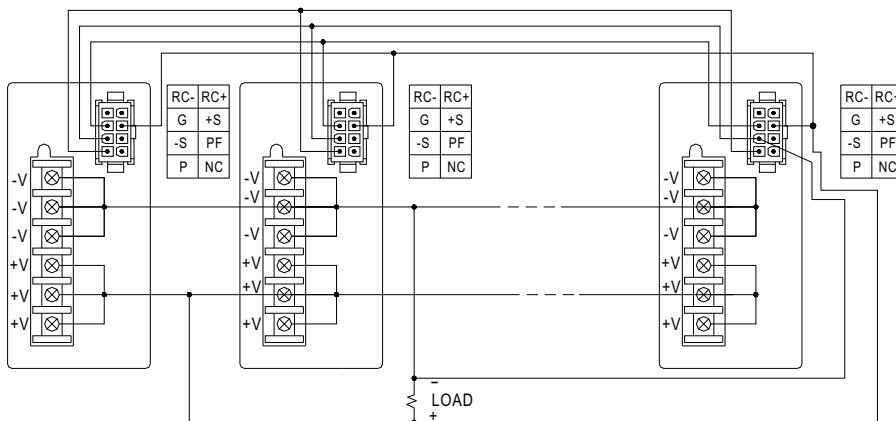 RC- RC+
G +S
-S PF
P NC
RC- RC+
G +S
-S PF
P NC
RC- RC+
G +S
-S PF
P NC
-V
-V
-V
+V
+V
+V
-V
-V
-V
+V
+V
+V
-V
-V
-V
+V
+V
+V
-
LOAD
+